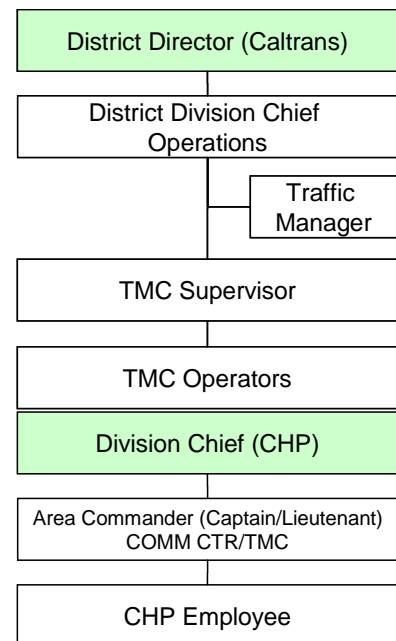 District Director (Caltrans)
District Division Chief
Operations
Traffic
Manager
TMC Supervisor
TMC Operators
Division Chief (CHP)
Area Commander (Captain/Lieutenant)
COMM CTR/TMC
CHP Employee